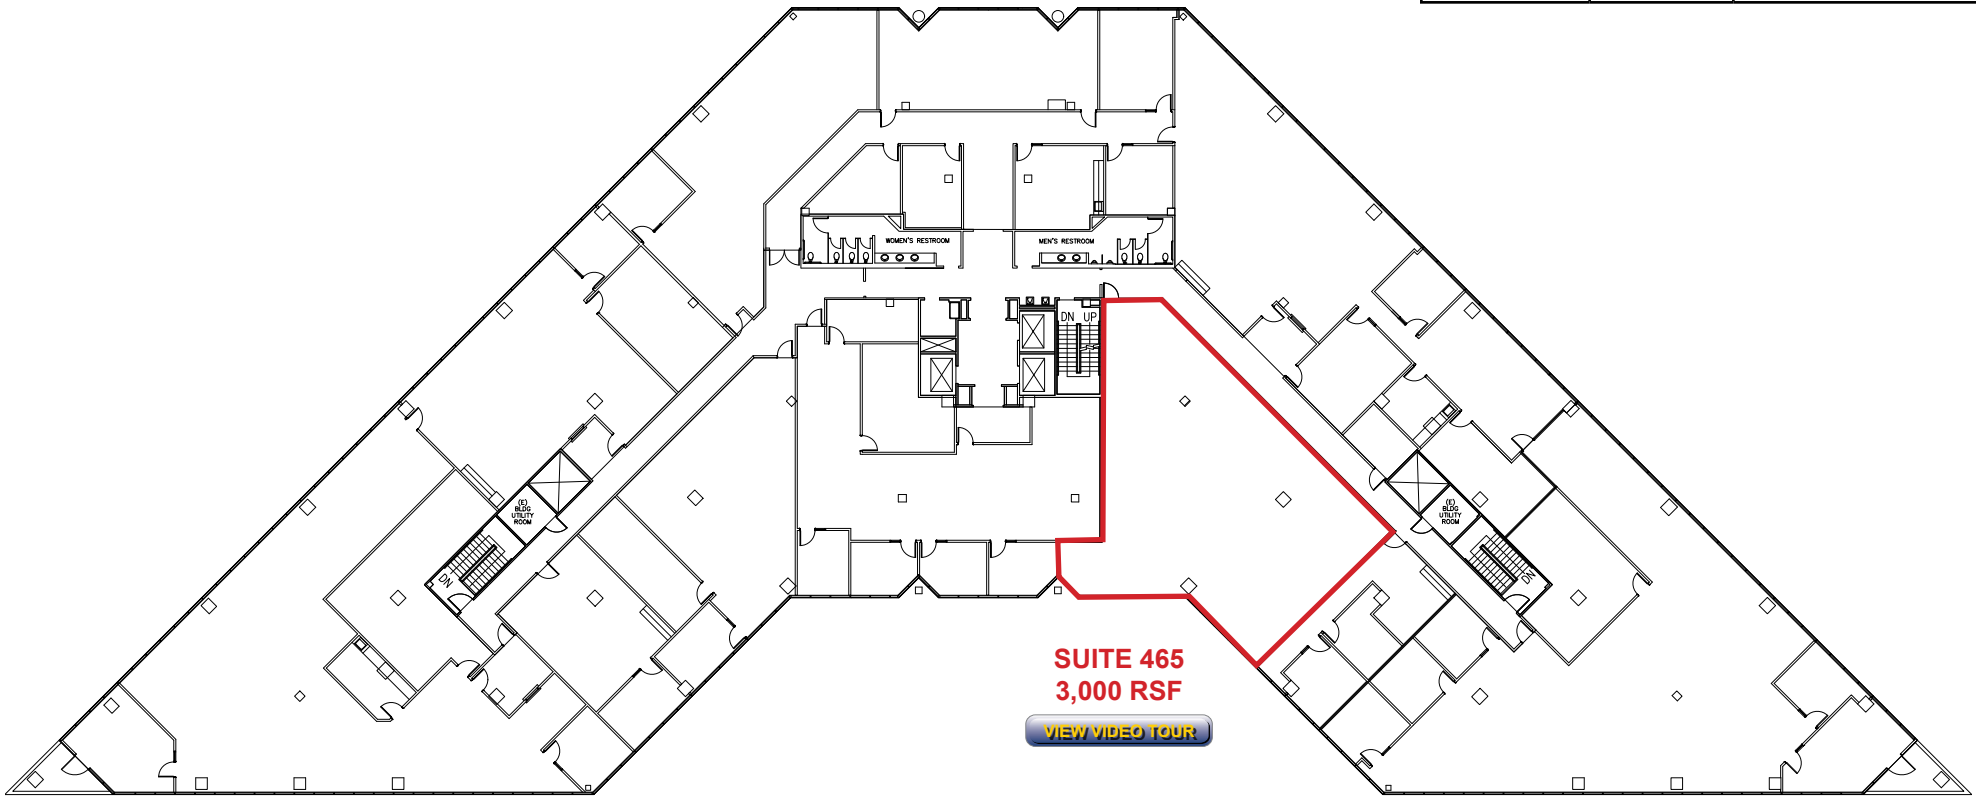 WOMEN'S RESTROOM
MEN'S RESTROOM
DN UP
(E)
BLDG
UTILITY
ROOM
DN
(E)
BLDG
UTILITY
ROOM
DN
SUITE 465
3,000 RSF
VIEW VIDEO TOUR